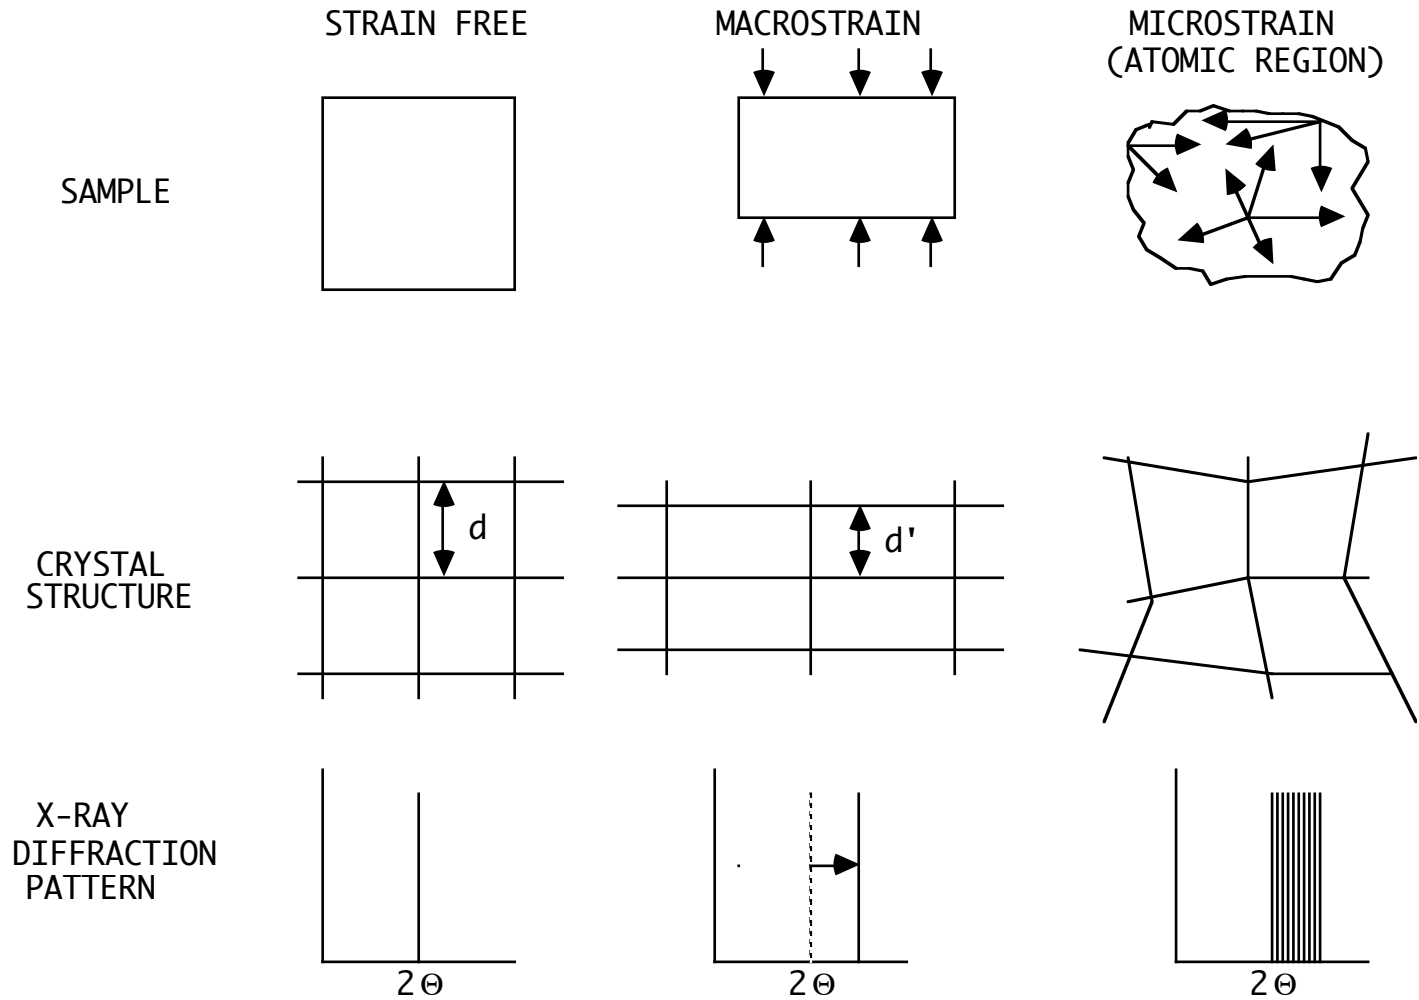 STRAIN FREE
MACROSTRAIN
MICROSTRAIN
(ATOMIC REGION)
SAMPLE
d
d'
CRYSTAL
STRUCTURE
X-RAY
DIFFRACTION
PATTERN
2Θ
2Θ
2Θ